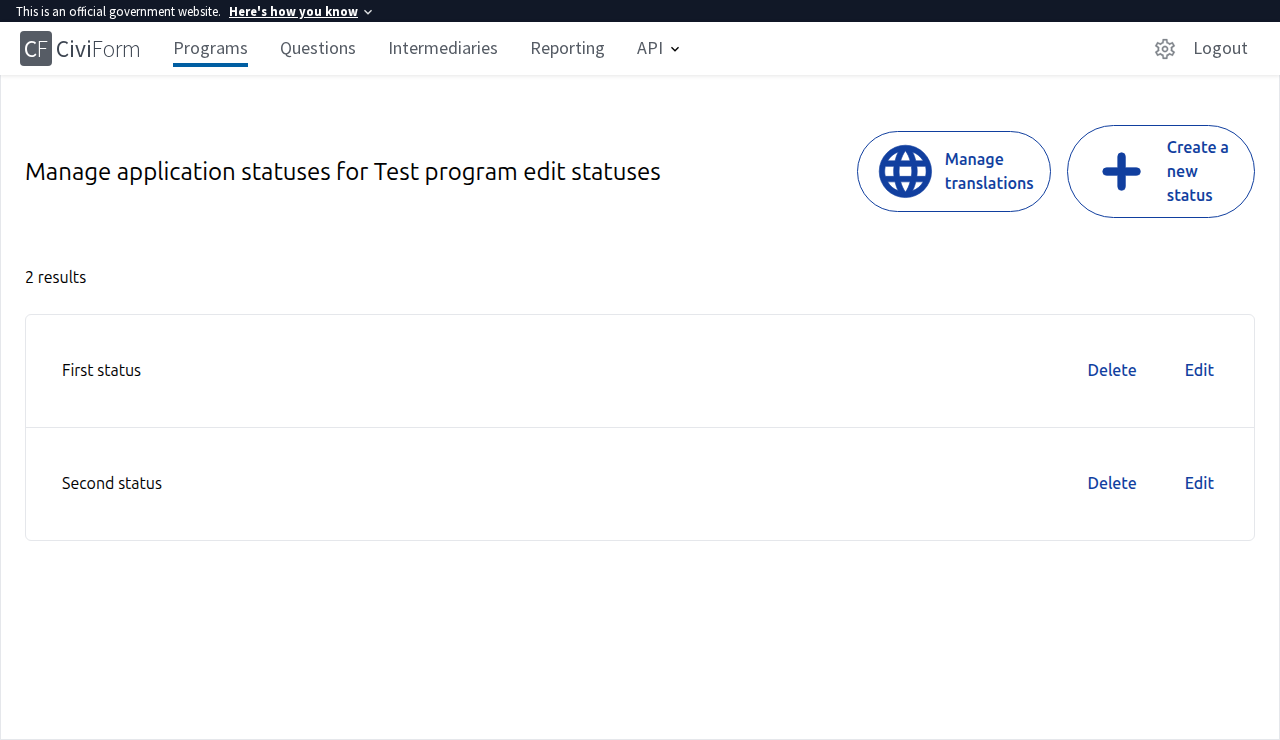 This is an official government website. Here's how you know
CF CiviForm Programs Questions Intermediaries Reporting API Logout
Manage application statuses for Test program edit statuses
Manage
translations
Create a
new
status
2 results
First status Delete Edit
Second status Delete Edit